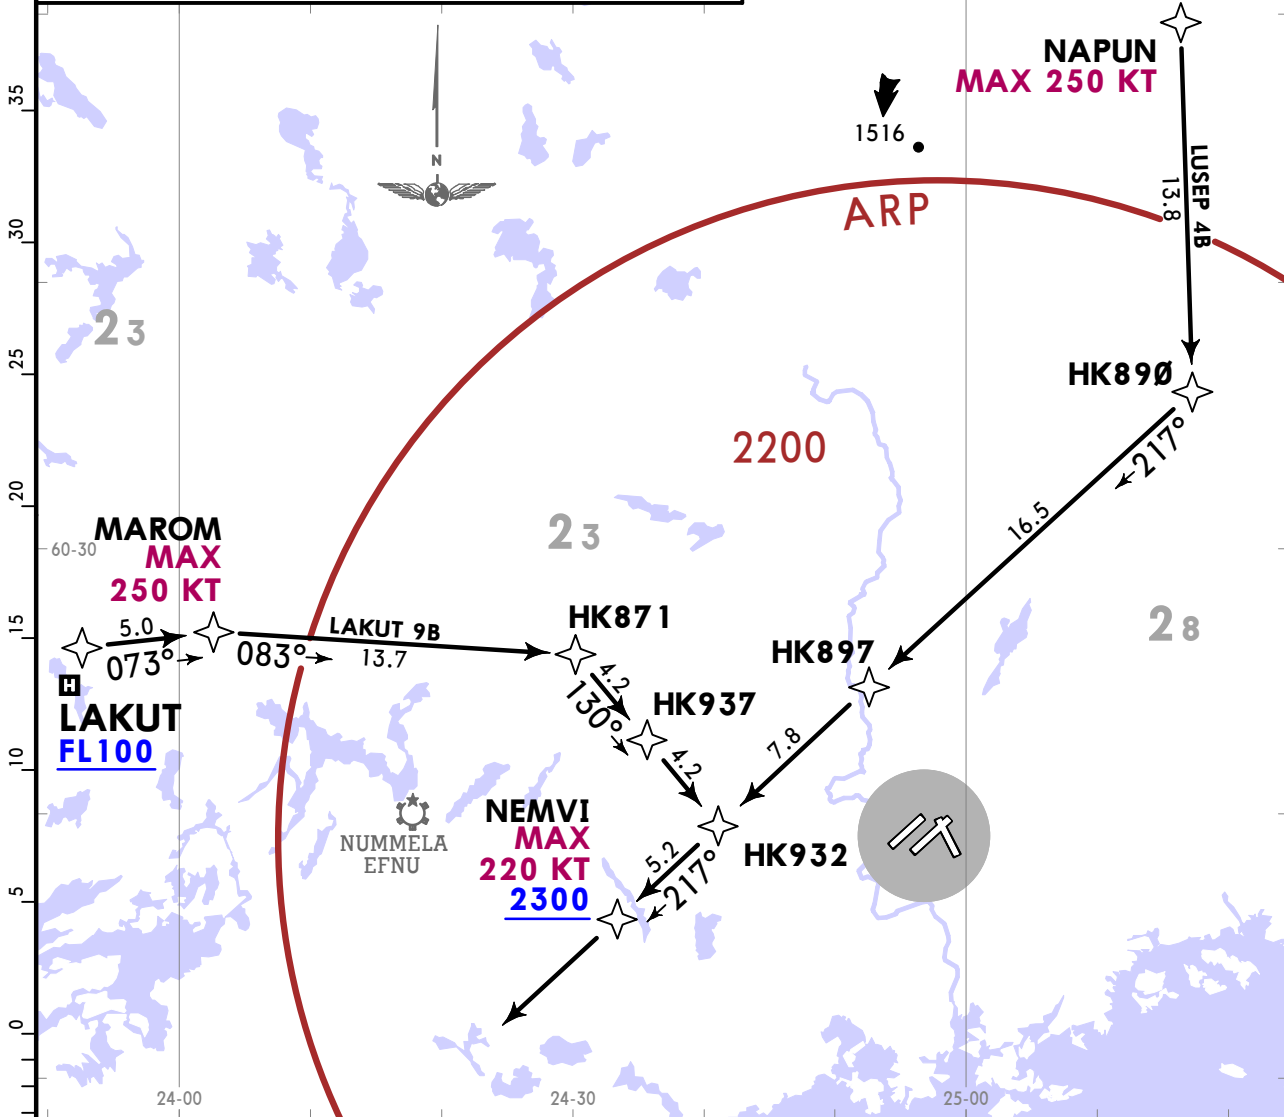 NAPUN
MAX 250 KT
35
1516
N
LUSEP 4B
13.8
30
ARP
23
25
HK89Ø
217°
2200
20
16.5
23
60-30
MAROM
MAX
250 KT
28
15
5.0
073°
083°
LAKUT 9B
13.7
HK871
HK897
4.2
130°
HK937
H
LAKUT
FL100
10
7.8
4.2
NEMVI
MAX
220 KT
2300
NUMMELA
EFNU
HK932
5.2
217°
5
0
24-00
24-30
25-00